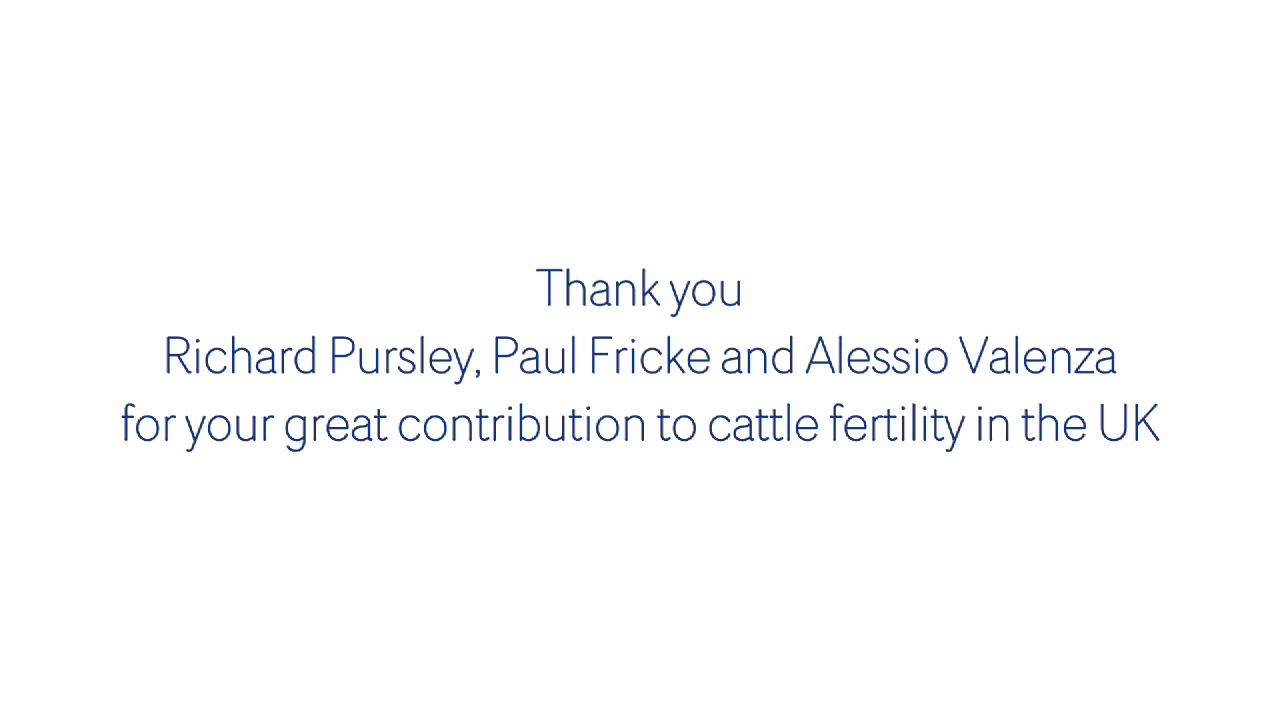 Thank you
Richard Pursley, Paul Fricke and Alessio Valenza
for your great contribution to cattle fertility in the UK